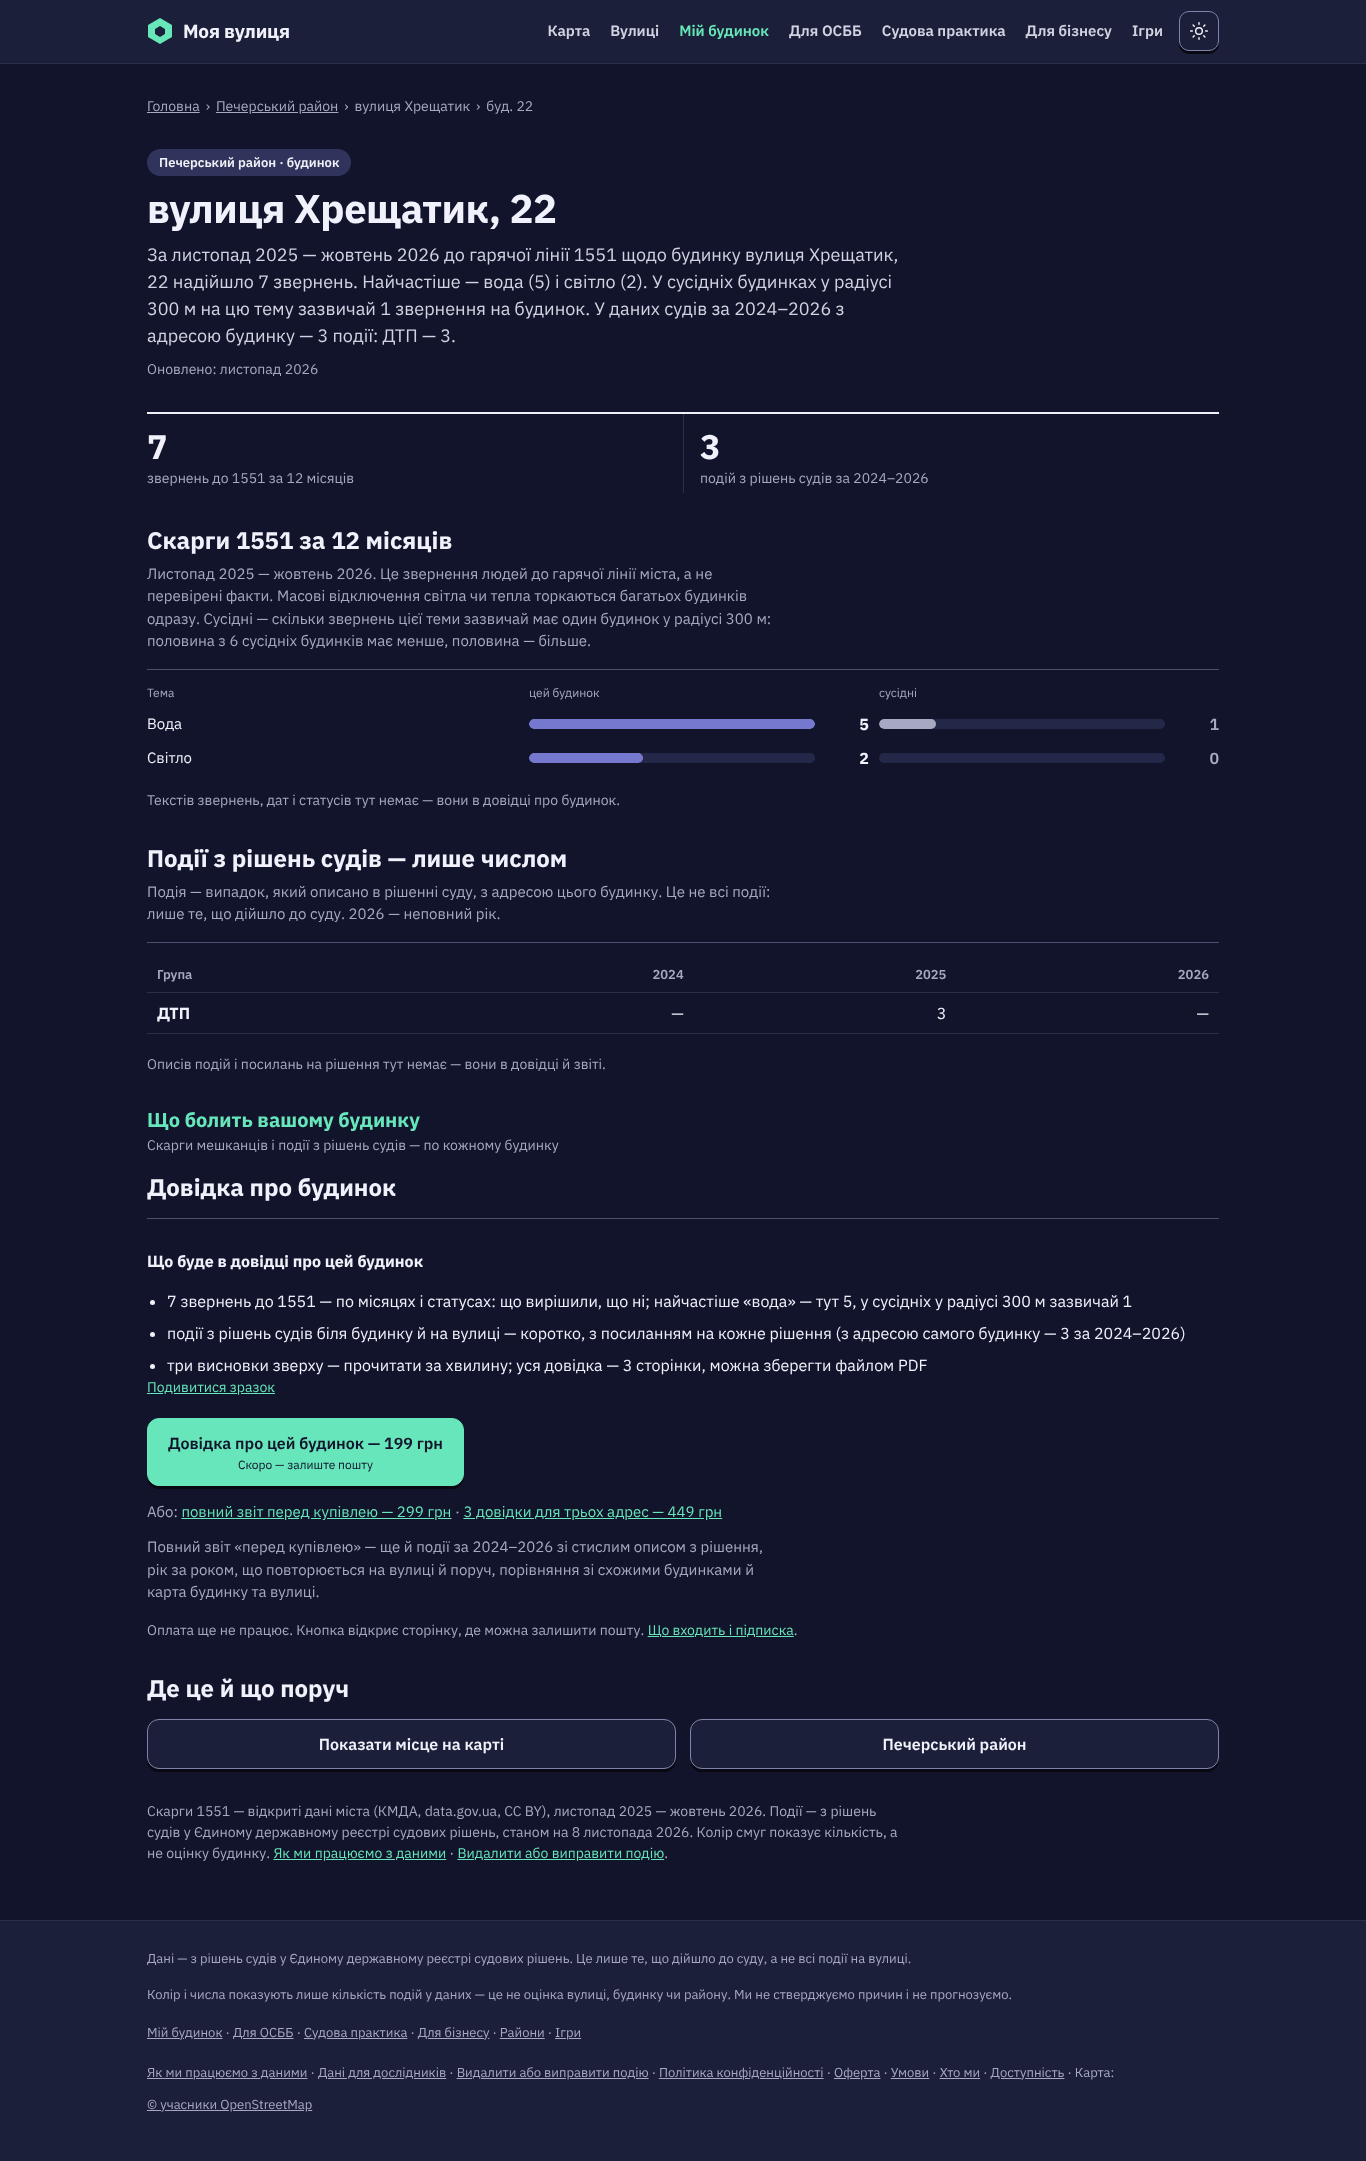 Моя вулиця
Карта Вулиці Мій будинок Для ОСББ Судова практика Для бізнесу Ігри
Головна › Печерський район › вулиця Хрещатик › буд. 22
Печерський район · будинок
вулиця Хрещатик, 22
За листопад 2025 — жовтень 2026 до гарячої лінії 1551 щодо будинку вулиця Хрещатик,
22 надійшло 7 звернень. Найчастіше — вода (5) і світло (2). У сусідніх будинках у радіусі
300 м на цю тему зазвичай 1 звернення на будинок. У даних судів за 2024–2026 з
адресою будинку — 3 події: ДТП — 3.
Оновлено: листопад 2026
7
звернень до 1551 за 12 місяців
3
подій з рішень судів за 2024–2026
Скарги 1551 за 12 місяців
Листопад 2025 — жовтень 2026. Це звернення людей до гарячої лінії міста, а не
перевірені факти. Масові відключення світла чи тепла торкаються багатьох будинків
одразу. Сусідні — скільки звернень цієї теми зазвичай має один будинок у радіусі 300 м:
половина з 6 сусідніх будинків має менше, половина — більше.
Тема цей будинок сусідні
Вода 5 1
Світло 2 0
Текстів звернень, дат і статусів тут немає — вони в довідці про будинок.
Події з рішень судів — лише числом
Подія — випадок, який описано в рішенні суду, з адресою цього будинку. Це не всі події:
лише те, що дійшло до суду. 2026 — неповний рік.
Група 2024 2025 2026
ДТП — 3 —
Описів подій і посилань на рішення тут немає — вони в довідці й звіті.
Що болить вашому будинку
Скарги мешканців і події з рішень судів — по кожному будинку
Довідка про будинок
Що буде в довідці про цей будинок
• 7 звернень до 1551 — по місяцях і статусах: що вирішили, що ні; найчастіше «вода» — тут 5, у сусідніх у радіусі 300 м зазвичай 1
• події з рішень судів біля будинку й на вулиці — коротко, з посиланням на кожне рішення (з адресою самого будинку — 3 за 2024–2026)
• три висновки зверху — прочитати за хвилину; уся довідка — 3 сторінки, можна зберегти файлом PDF
Подивитися зразок
Довідка про цей будинок — 199 грн
Скоро — залиште пошту
Або: повний звіт перед купівлею — 299 грн · 3 довідки для трьох адрес — 449 грн
Повний звіт «перед купівлею» — ще й події за 2024–2026 зі стислим описом з рішення,
рік за роком, що повторюється на вулиці й поруч, порівняння зі схожими будинками й
карта будинку та вулиці.
Оплата ще не працює. Кнопка відкриє сторінку, де можна залишити пошту. Що входить і підписка.
Де це й що поруч
Показати місце на карті
Печерський район
Скарги 1551 — відкриті дані міста (КМДА, data.gov.ua, CC BY), листопад 2025 — жовтень 2026. Події — з рішень
судів у Єдиному державному реєстрі судових рішень, станом на 8 листопада 2026. Колір смуг показує кількість, а
не оцінку будинку. Як ми працюємо з даними · Видалити або виправити подію.
Дані — з рішень судів у Єдиному державному реєстрі судових рішень. Це лише те, що дійшло до суду, а не всі події на вулиці.
Колір і числа показують лише кількість подій у даних — це не оцінка вулиці, будинку чи району. Ми не стверджуємо причин і не прогнозуємо.
Мій будинок · Для ОСББ · Судова практика · Для бізнесу · Райони · Ігри
Як ми працюємо з даними · Дані для дослідників · Видалити або виправити подію · Політика конфіденційності · Оферта · Умови · Хто ми · Доступність · Карта:
© учасники OpenStreetMap